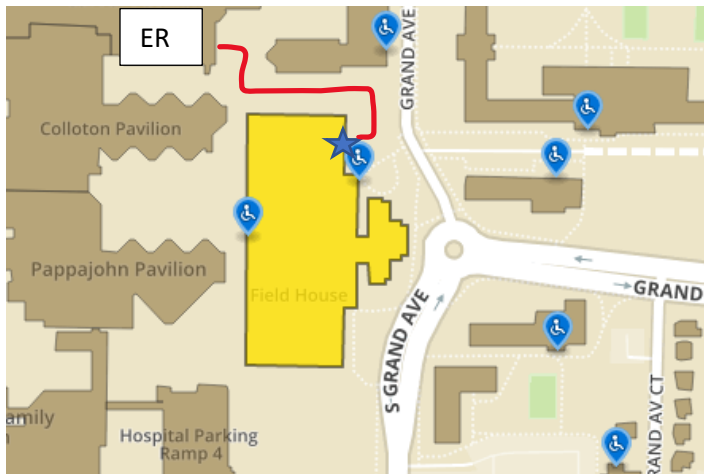 ER
GRAND AVE
Colloton Pavilion
Pappajohn Pavilion
Field House
GRAND
S GRAND AVE
amily
Hospital Parking
Ramp 4
GRAND AV CT